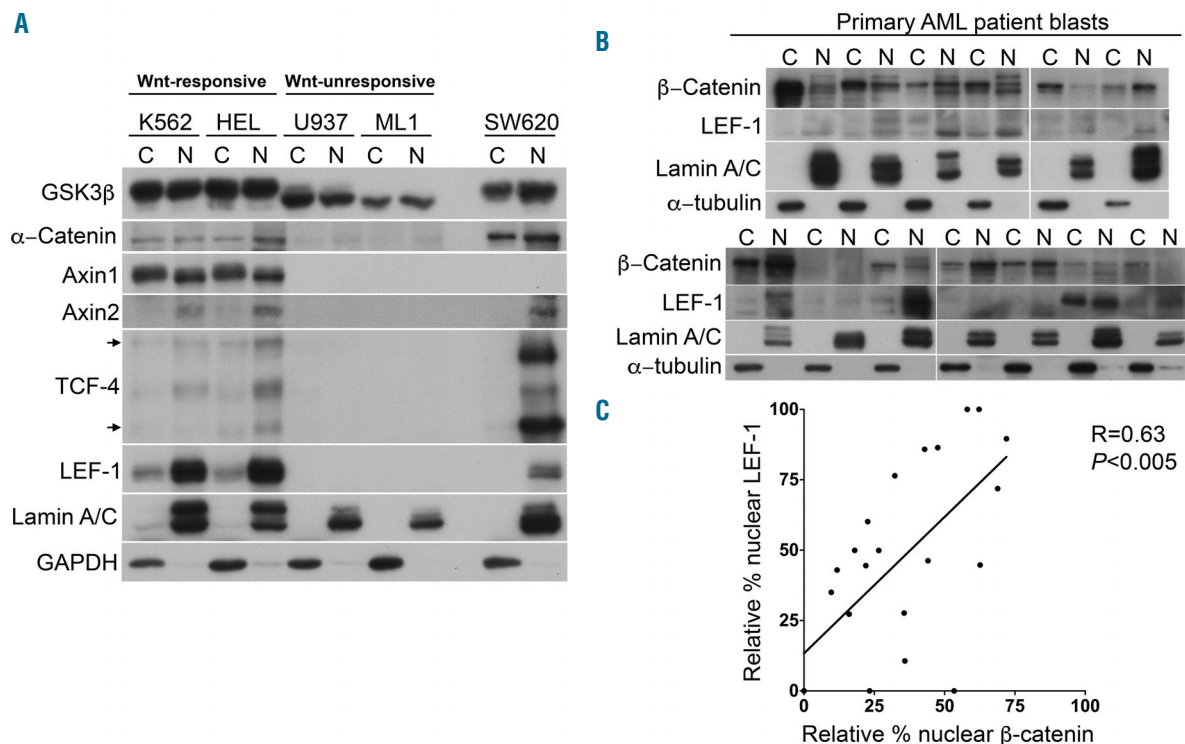 A
Wnt-responsive Wnt-unresponsive
K562 HEL U937 ML1 SW620
C N C N C N C N C N
GSK3β
α–Catenin
Axin1
Axin2
TCF-4
LEF-1
Lamin A/C
GAPDH
B
Primary AML patient blasts
C N C N C N C N C N C N
β–Catenin
LEF-1
Lamin A/C
α–tubulin
C N C N C N C N C N C N C N
β–Catenin
LEF-1
Lamin A/C
α–tubulin
C
Relative % nuclear LEF-1
100
75
50
25
0
0 25 50 75 100
Relative % nuclear β-catenin
R=0.63
P<0.005